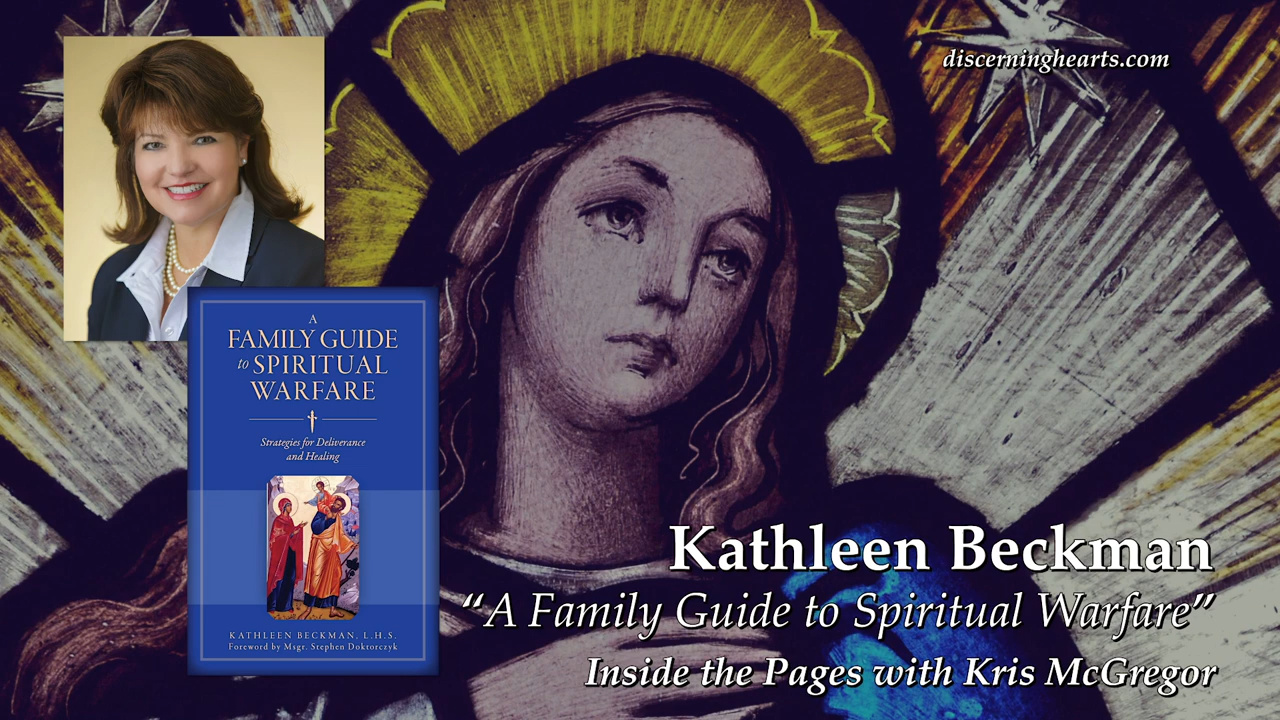 discerninghearts.com
A
FAMILY GUIDE
to SPIRITUAL
WARFARE
Strategies for Deliverance
and Healing
KATHLEEN BECKMAN, L.H.S.
Foreword by Msgr. Stephen Doktorczyk
Kathleen Beckman
“A Family Guide to Spiritual Warfare”
Inside the Pages with Kris McGregor